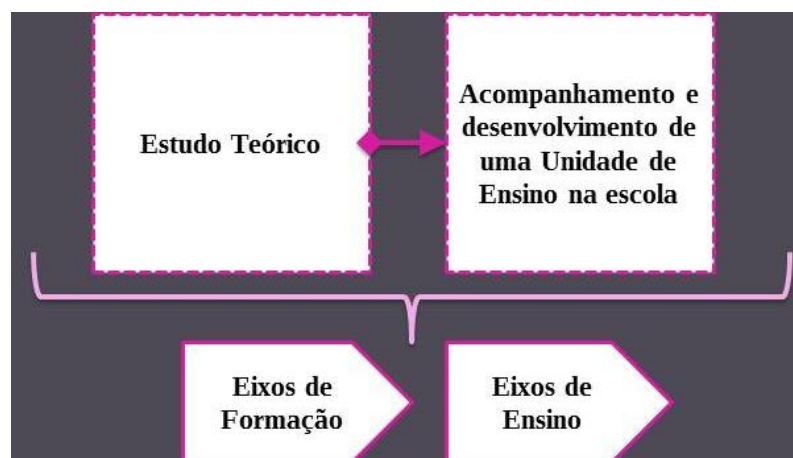 Estudo Teórico
Acompanhamento e
desenvolvimento de
uma Unidade de
Ensino na escola
Eixos de
Formação
Eixos de
Ensino